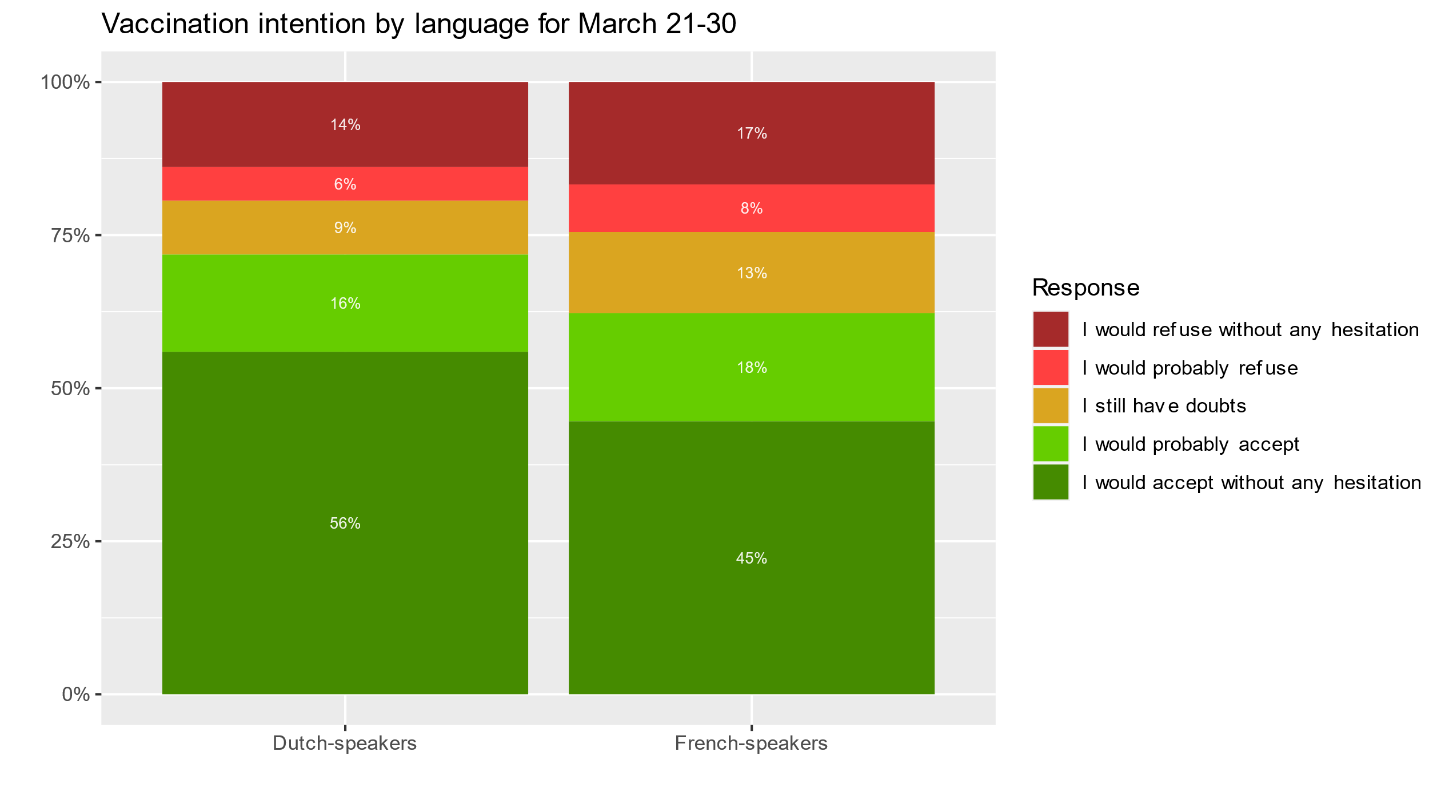 Vaccination intention by language for March 21-30
100%
75%
50%
25%
0%
14%
6%
9%
16%
56%
17%
8%
13%
18%
45%
Dutch-speakers
French-speakers
Response
I would refuse without any hesitation
I would probably refuse
I still have doubts
I would probably accept
I would accept without any hesitation